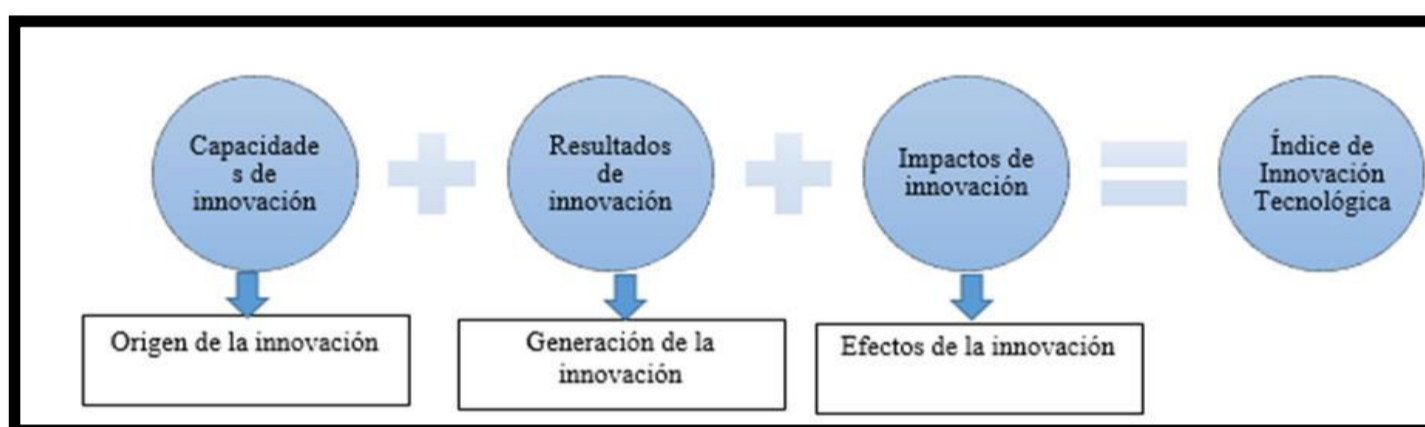 Capacidade
s de
innovación
Resultados
de
innovación
Impactos de
innovación
Índice de
Innovación
Tecnológica
Origen de la innovación
Generación de la
innovación
Efectos de la innovación